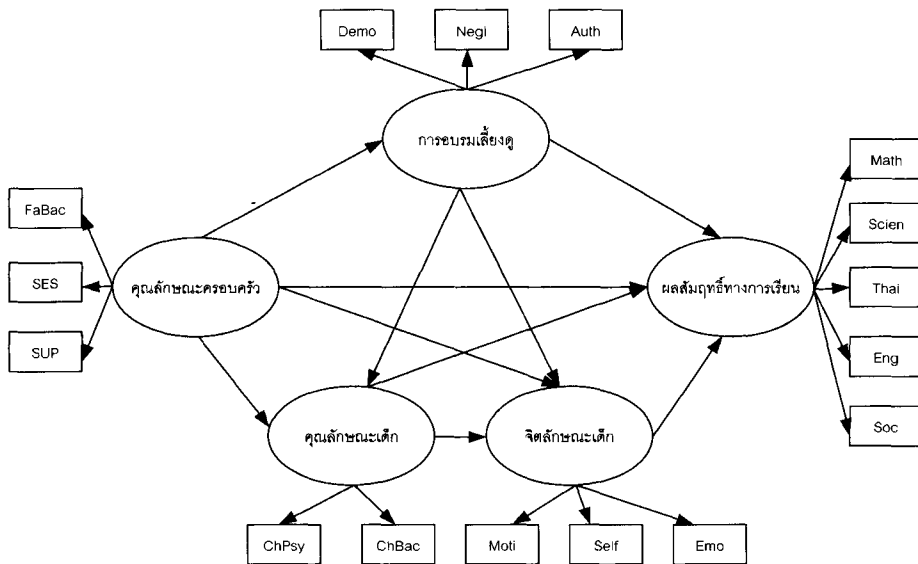 Demo
Negl
Auth
การอบรมเลี้ยงดู
Math
FaBac
Scien
SES
คุณลักษณะครอบครัว
ผลสัมฤทธิ์ทางการเรียน
Thai
SUP
Eng
Soc
คุณลักษณะเด็ก
จิตลักษณะเด็ก
ChPsy
ChBac
Moti
Self
Emo